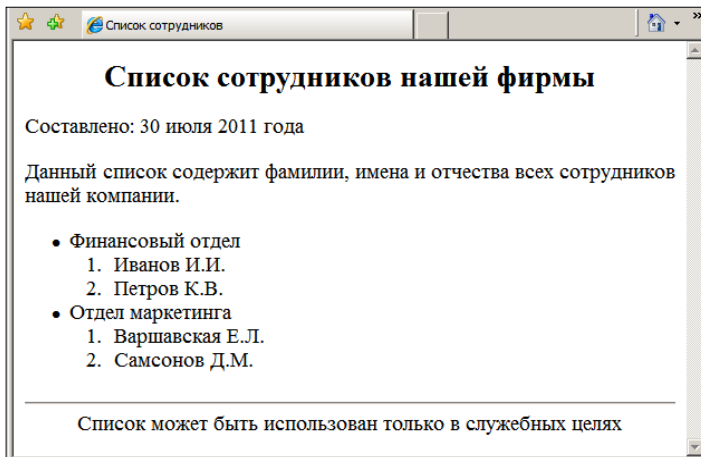 Список сотрудников
Список сотрудников нашей фирмы
Составлено: 30 июля 2011 года
Данный список содержит фамилии, имена и отчества всех сотрудников
нашей компании.
• Финансовый отдел
1. Иванов И.И.
2. Петров К.В.
• Отдел маркетинга
1. Варшавская Е.Л.
2. Самсонов Д.М.
Список может быть использован только в служебных целях